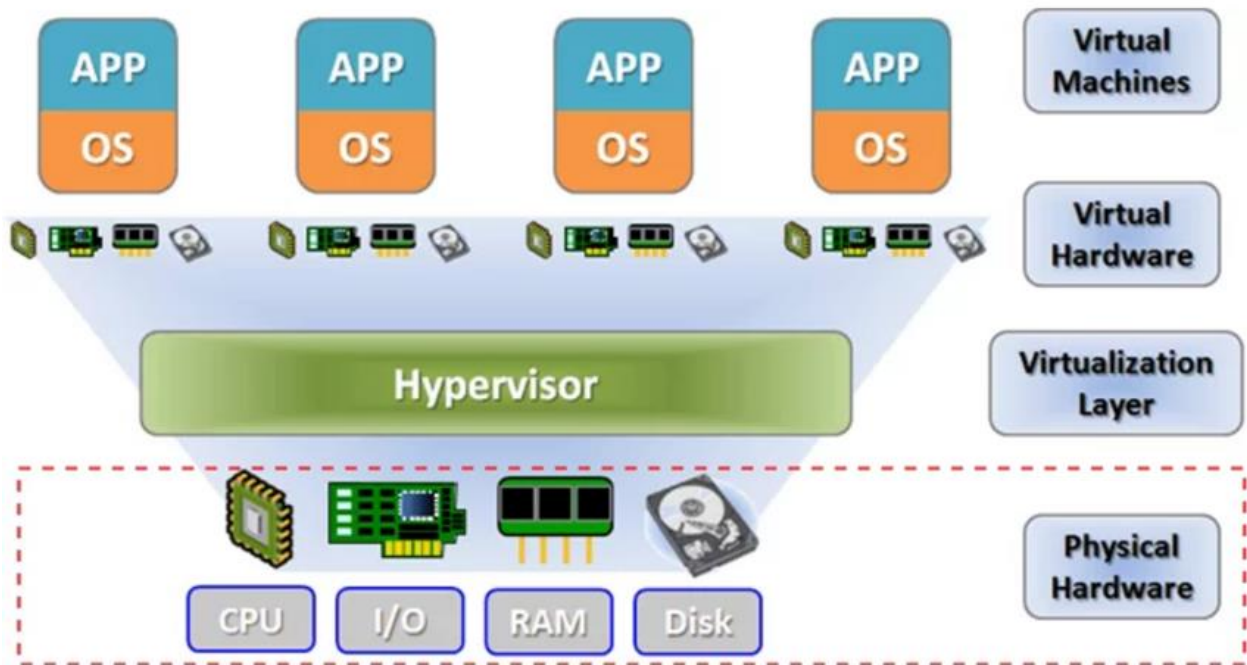 APP APP APP APP
OS OS OS OS
Virtual
Machines
Virtual
Hardware
Hypervisor
Virtualization
Layer
CPU I/O RAM Disk
Physical
Hardware